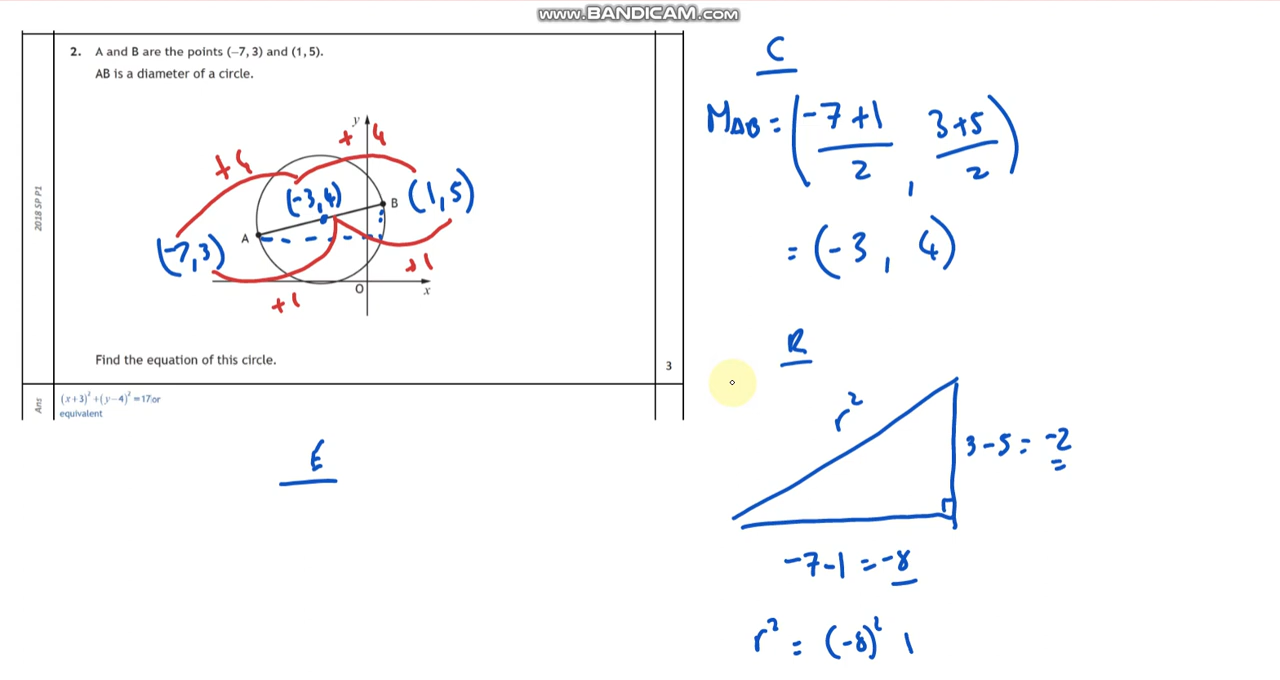 www.BANDICAM.com
2018 SP P1
2. A and B are the points (–7, 3) and (1, 5).
AB is a diameter of a circle.
y
+4
+4
(-3,4)
B
(1,5)
A
(-7,3)
+1
+1
O
x
Find the equation of this circle.
3
Ans
(x+3)² +(y−4)² =17 or
equivalent
E
C
M_AB = (-7+1/2, 3+5/2)
= (-3, 4)
R
r²
3-5 = -2
-7-1 = -8
r² = (-8)²